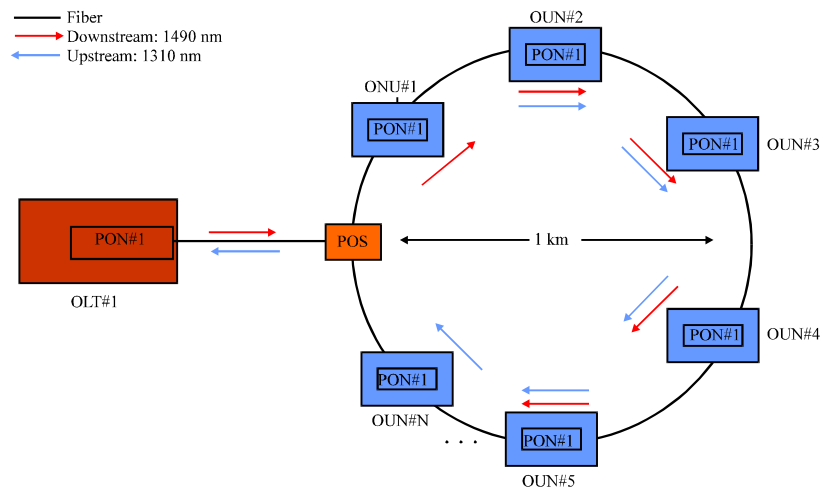 Fiber
Downstream: 1490 nm
Upstream: 1310 nm
OUN#2
PON#1
ONU#1
PON#1
PON#1
OUN#3
PON#1
OLT#1
POS
1 km
PON#1
OUN#4
PON#1
OUN#N
. . .
PON#1
OUN#5